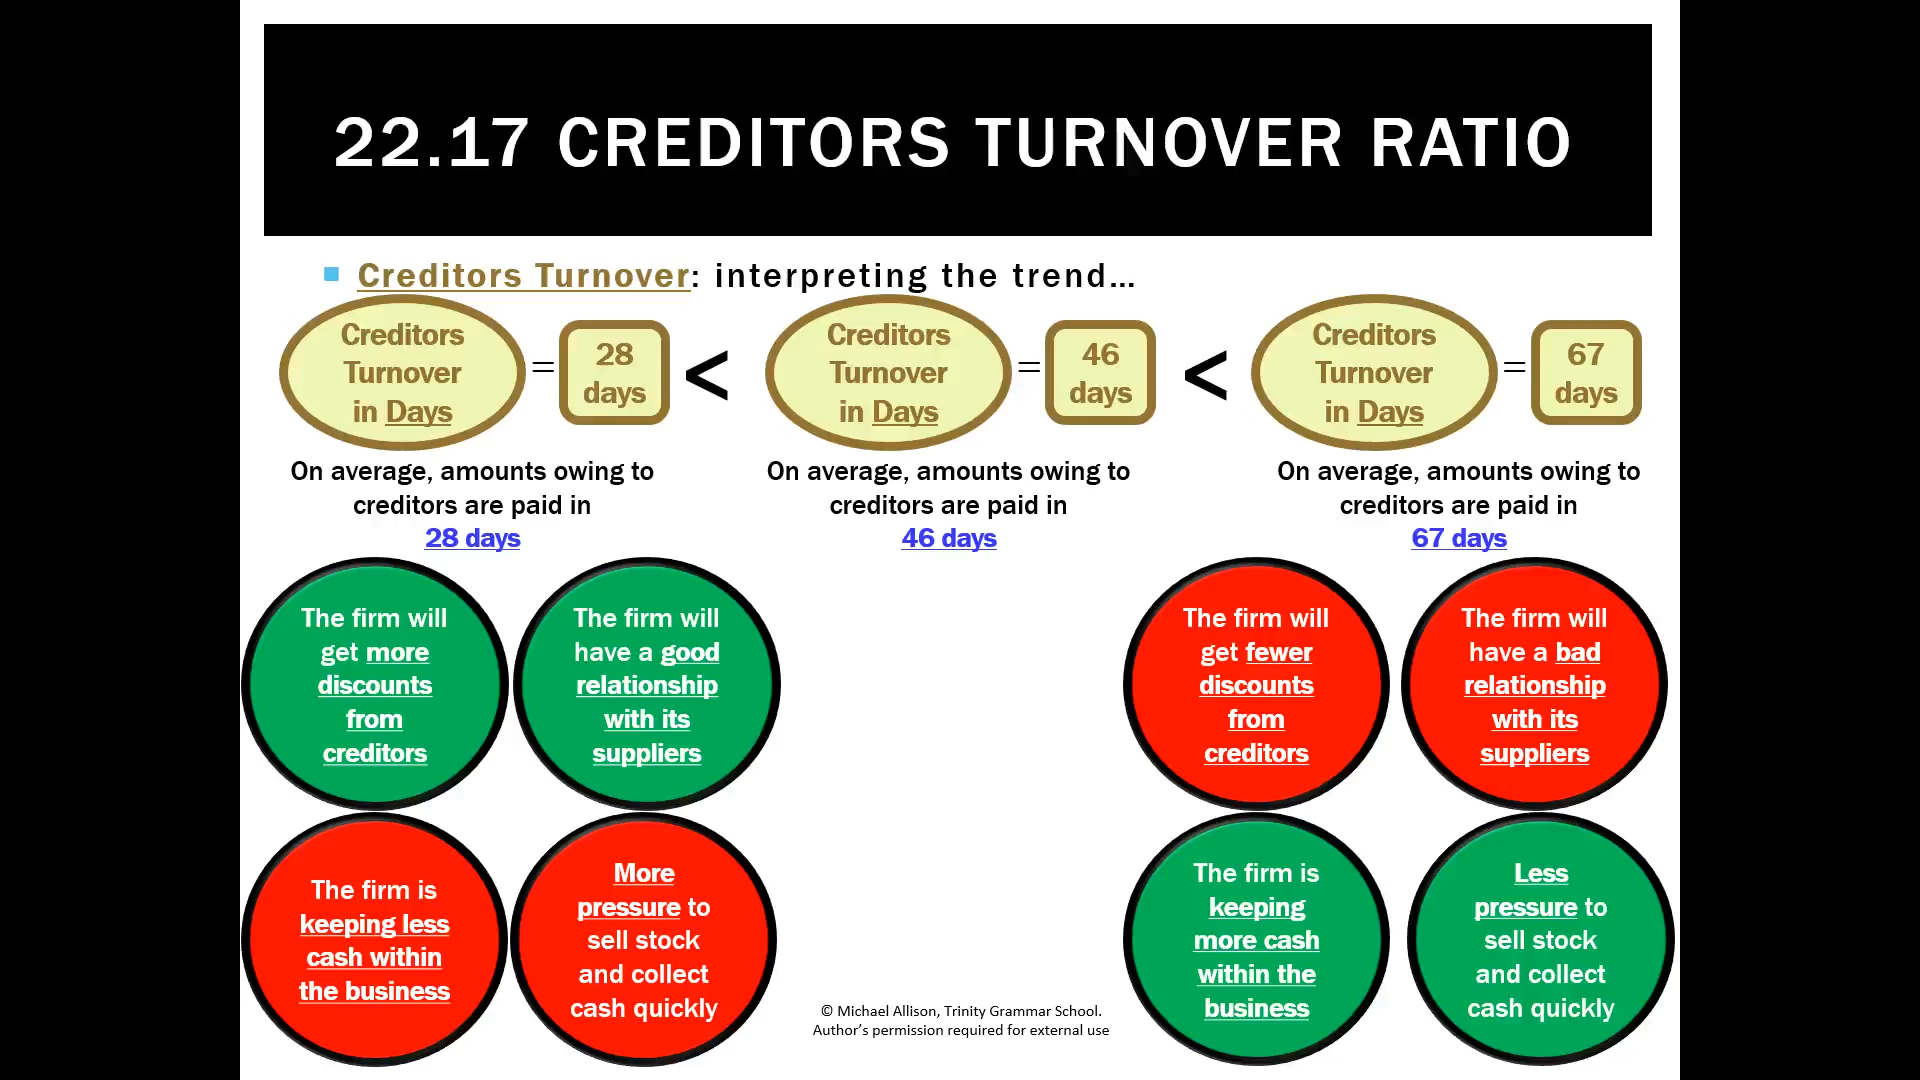 22.17 CREDITORS TURNOVER RATIO
Creditors Turnover: interpreting the trend...
Creditors
Turnover
in Days
=
28
days
<
Creditors
Turnover
in Days
=
46
days
<
Creditors
Turnover
in Days
=
67
days
On average, amounts owing to
creditors are paid in
28 days
On average, amounts owing to
creditors are paid in
46 days
On average, amounts owing to
creditors are paid in
67 days
The firm will
get more
discounts
from
creditors
The firm will
have a good
relationship
with its
suppliers
The firm will
get fewer
discounts
from
creditors
The firm will
have a bad
relationship
with its
suppliers
The firm is
keeping less
cash within
the business
More
pressure to
sell stock
and collect
cash quickly
The firm is
keeping
more cash
within the
business
Less
pressure to
sell stock
and collect
cash quickly
© Michael Allison, Trinity Grammar School.
Author's permission required for external use